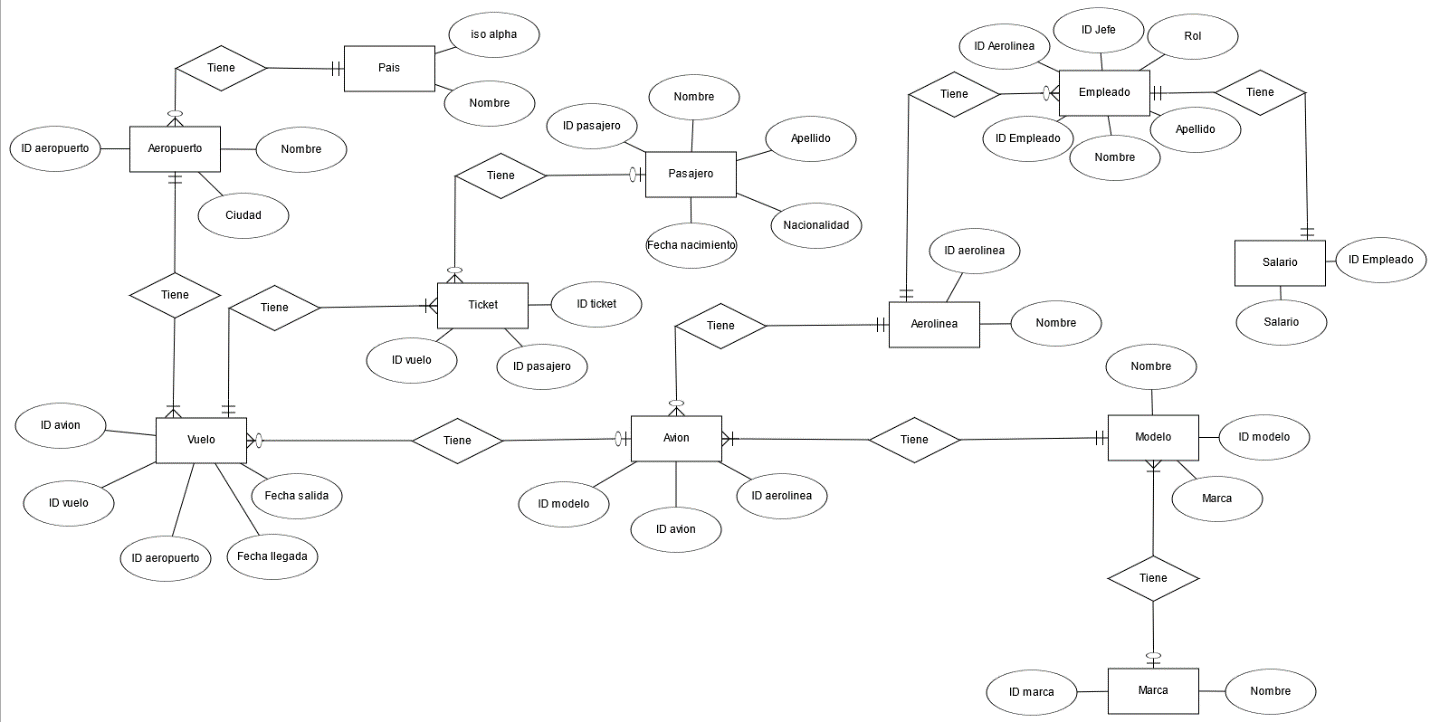 iso alpha
Tiene
Pais
Nombre
ID aeropuerto
Aeropuerto
Nombre
Ciudad
Tiene
ID Jefe
Rol
ID Aerolinea
Empleado
Tiene
Tiene
ID Empleado
Apellido
Nombre
Nombre
ID pasajero
Apellido
Tiene
Pasajero
Nacionalidad
Fecha nacimiento
ID aerolinea
Salario
ID Empleado
Salario
Tiene
Ticket
ID ticket
ID vuelo
ID pasajero
Tiene
Aerolinea
Nombre
Nombre
ID avion
Vuelo
Tiene
Avion
Tiene
Modelo
ID modelo
Marca
ID vuelo
Fecha salida
ID aeropuerto
Fecha llegada
ID modelo
ID avion
ID aerolinea
Tiene
ID marca
Marca
Nombre